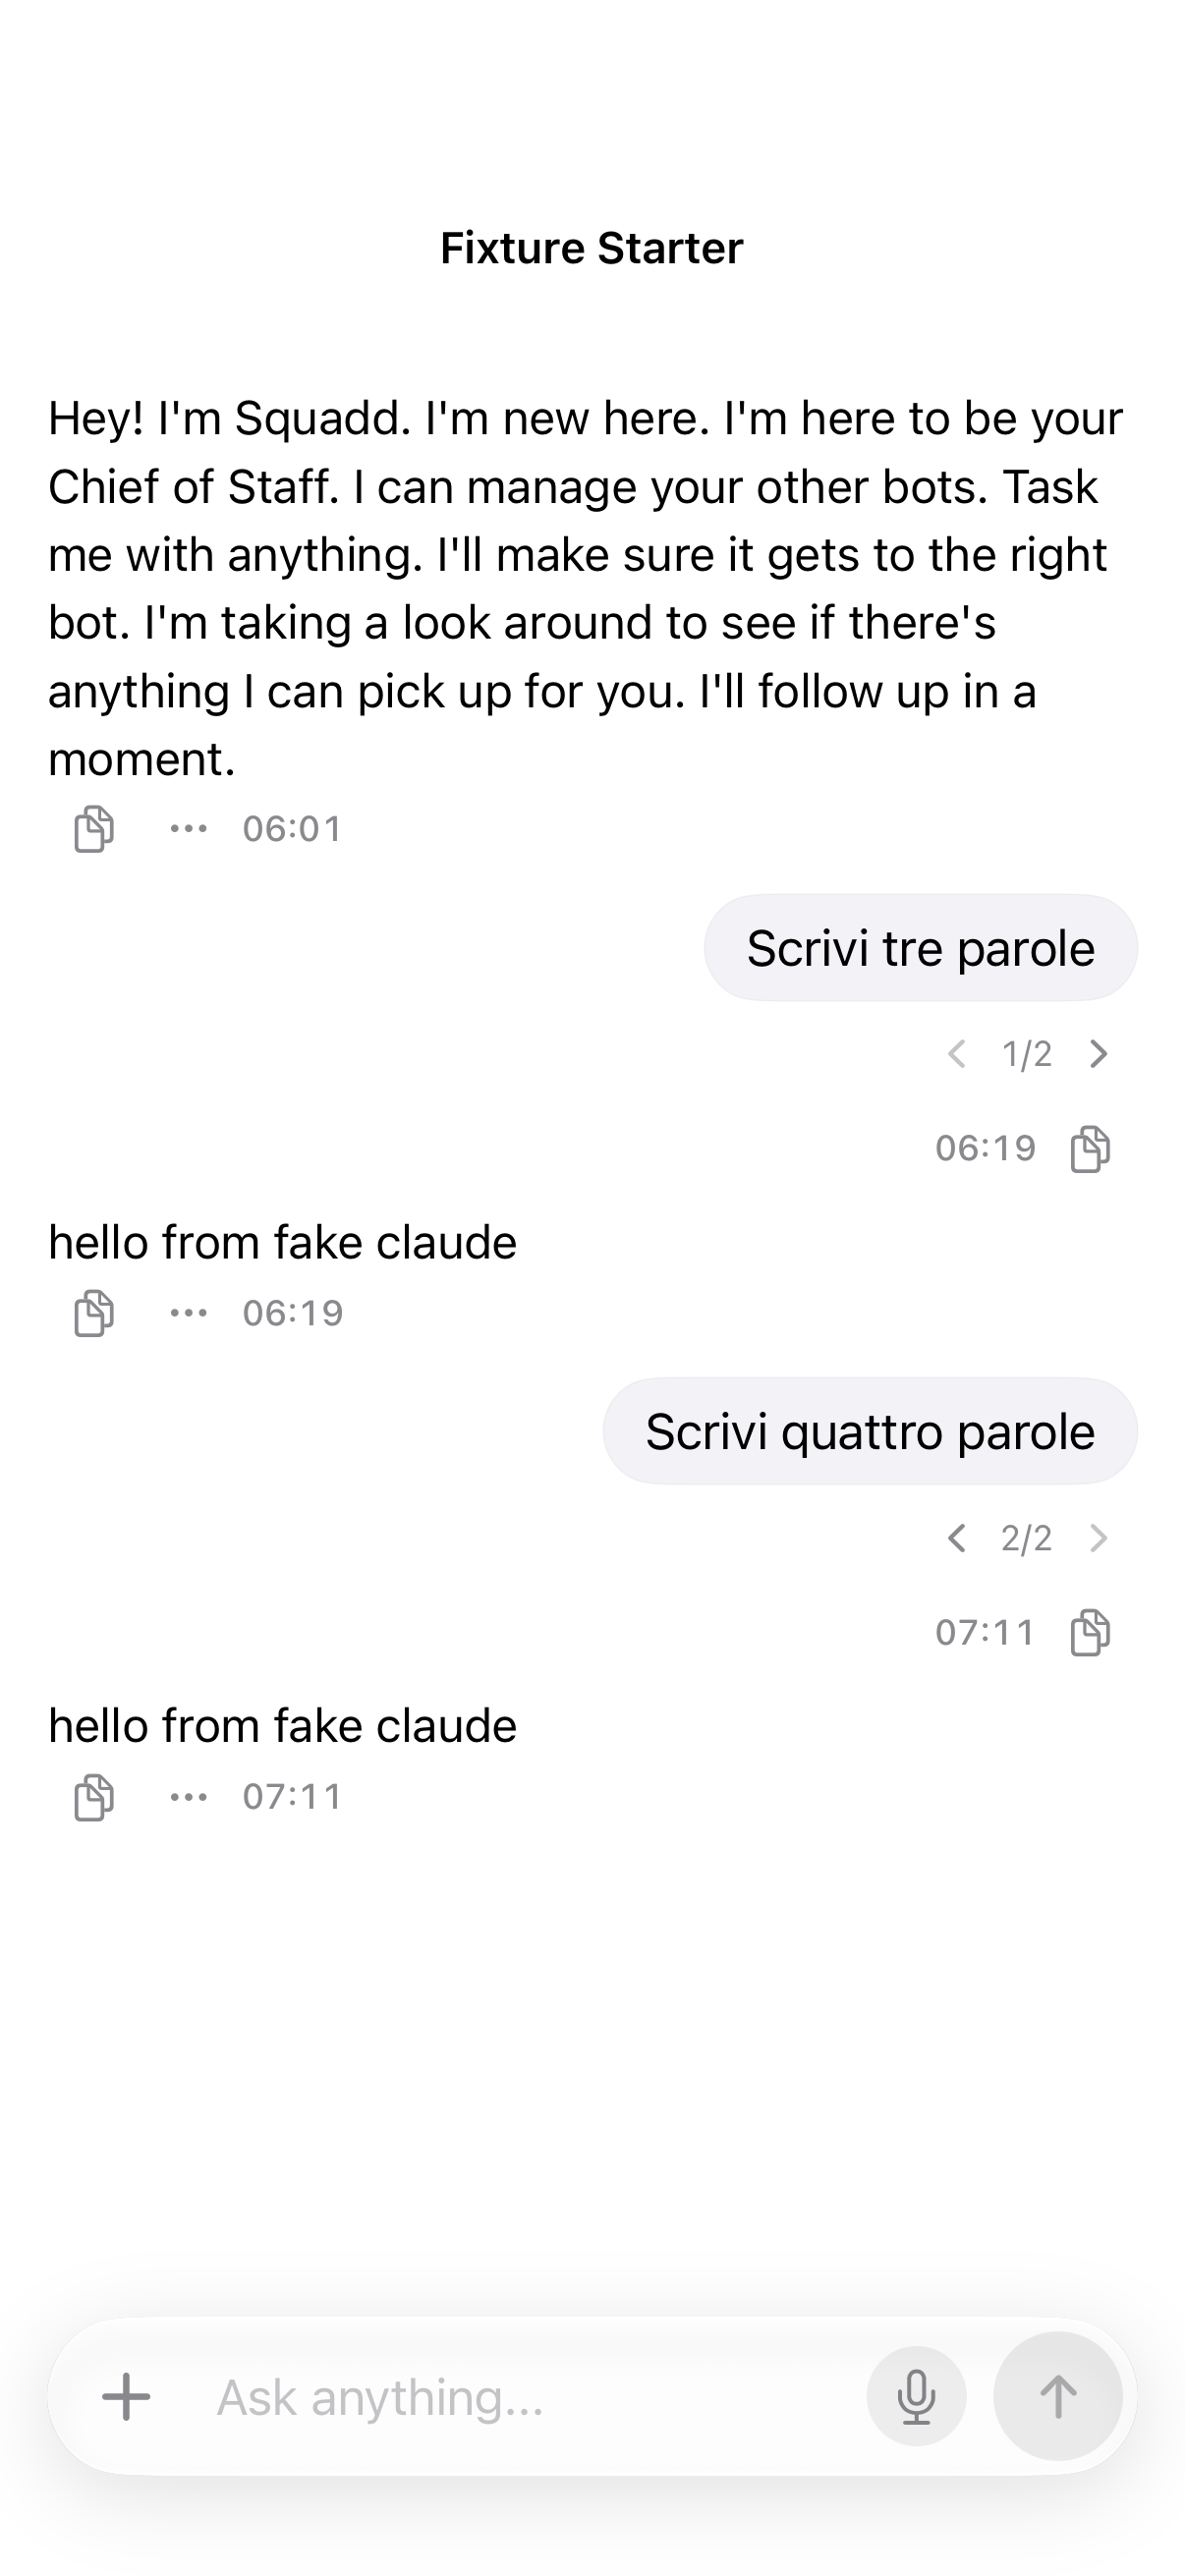 Fixture Starter
Hey! I'm Squadd. I'm new here. I'm here to be your
Chief of Staff. I can manage your other bots. Task
me with anything. I'll make sure it gets to the right
bot. I'm taking a look around to see if there's
anything I can pick up for you. I'll follow up in a
moment.
06:01
Scrivi tre parole
1/2
06:19
hello from fake claude
06:19
Scrivi quattro parole
2/2
07:11
hello from fake claude
07:11
Ask anything...